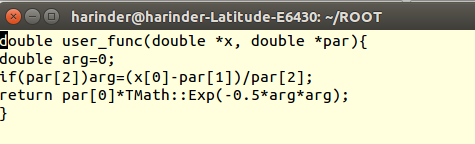 harinder@harinder-Latitude-E6430: ~/ROOT
double user_func(double *x, double *par){
double arg=0;
if(par[2])arg=(x[0]-par[1])/par[2];
return par[0]*TMath::Exp(-0.5*arg*arg);
}